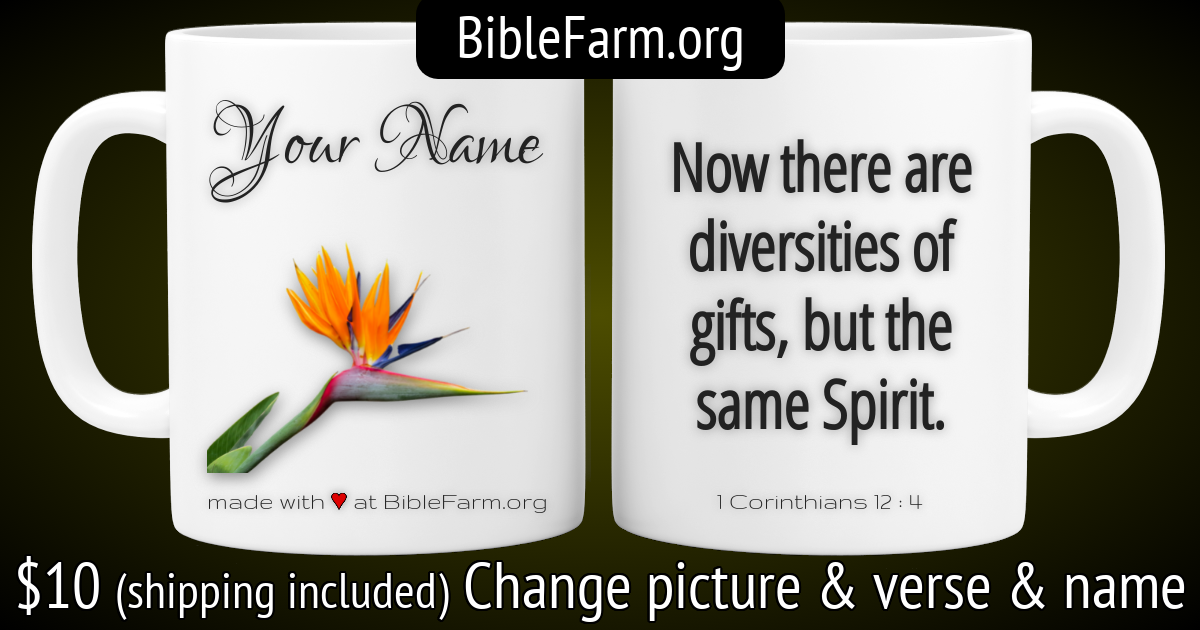 BibleFarm.org
Your Name
made with ♥ at BibleFarm.org
Now there are
diversities of
gifts, but the
same Spirit.
1 Corinthians 12 : 4
$10 (shipping included) Change picture & verse & name